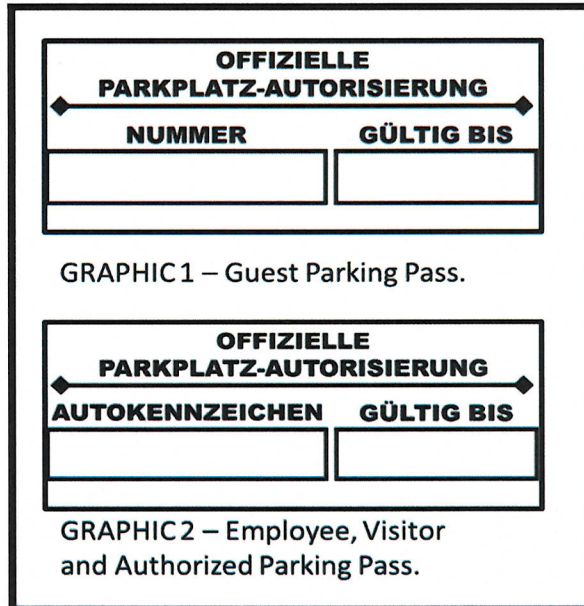 OFFIZIELLE
PARKPLATZ-AUTORISIERUNG
NUMMER GÜLTIG BIS
GRAPHIC 1 – Guest Parking Pass.
OFFIZIELLE
PARKPLATZ-AUTORISIERUNG
AUTOKENNZEICHEN GÜLTIG BIS
GRAPHIC 2 – Employee, Visitor
and Authorized Parking Pass.